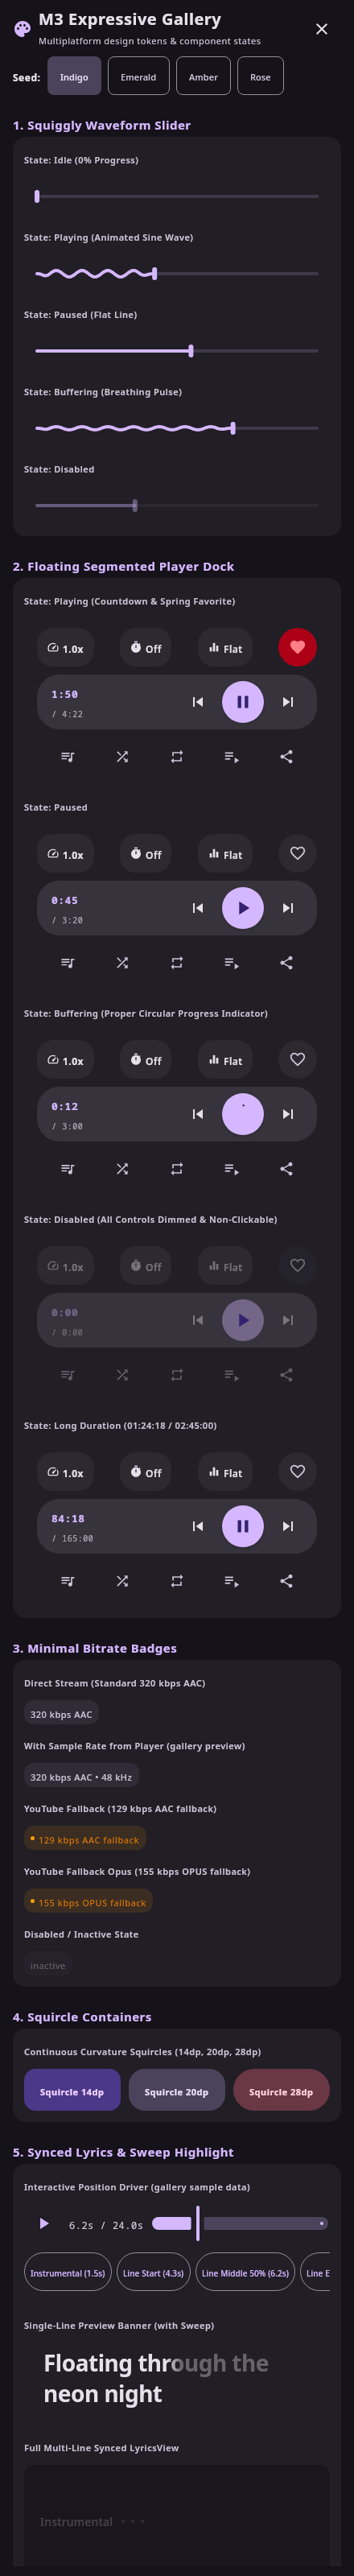 M3 Expressive Gallery
Multiplatform design tokens & component states
Seed:
Indigo
Emerald
Amber
Rose
1. Squiggly Waveform Slider
State: Idle (0% Progress)
State: Playing (Animated Sine Wave)
State: Paused (Flat Line)
State: Buffering (Breathing Pulse)
State: Disabled
2. Floating Segmented Player Dock
State: Playing (Countdown & Spring Favorite)
1.0x
Off
Flat
1:50
/ 4:22
State: Paused
1.0x
Off
Flat
0:45
/ 3:20
State: Buffering (Proper Circular Progress Indicator)
1.0x
Off
Flat
0:12
/ 3:00
State: Disabled (All Controls Dimmed & Non-Clickable)
1.0x
Off
Flat
0:00
/ 0:00
State: Long Duration (01:24:18 / 02:45:00)
1.0x
Off
Flat
84:18
/ 165:00
3. Minimal Bitrate Badges
Direct Stream (Standard 320 kbps AAC)
320 kbps AAC
With Sample Rate from Player (gallery preview)
320 kbps AAC • 48 kHz
YouTube Fallback (129 kbps AAC fallback)
129 kbps AAC fallback
YouTube Fallback Opus (155 kbps OPUS fallback)
155 kbps OPUS fallback
Disabled / Inactive State
inactive
4. Squircle Containers
Continuous Curvature Squircles (14dp, 20dp, 28dp)
Squircle 14dp
Squircle 20dp
Squircle 28dp
5. Synced Lyrics & Sweep Highlight
Interactive Position Driver (gallery sample data)
6.2s / 24.0s
Instrumental (1.5s)
Line Start (4.3s)
Line Middle 50% (6.2s)
Line E
Single-Line Preview Banner (with Sweep)
Floating through the
neon night
Full Multi-Line Synced LyricsView
Instrumental